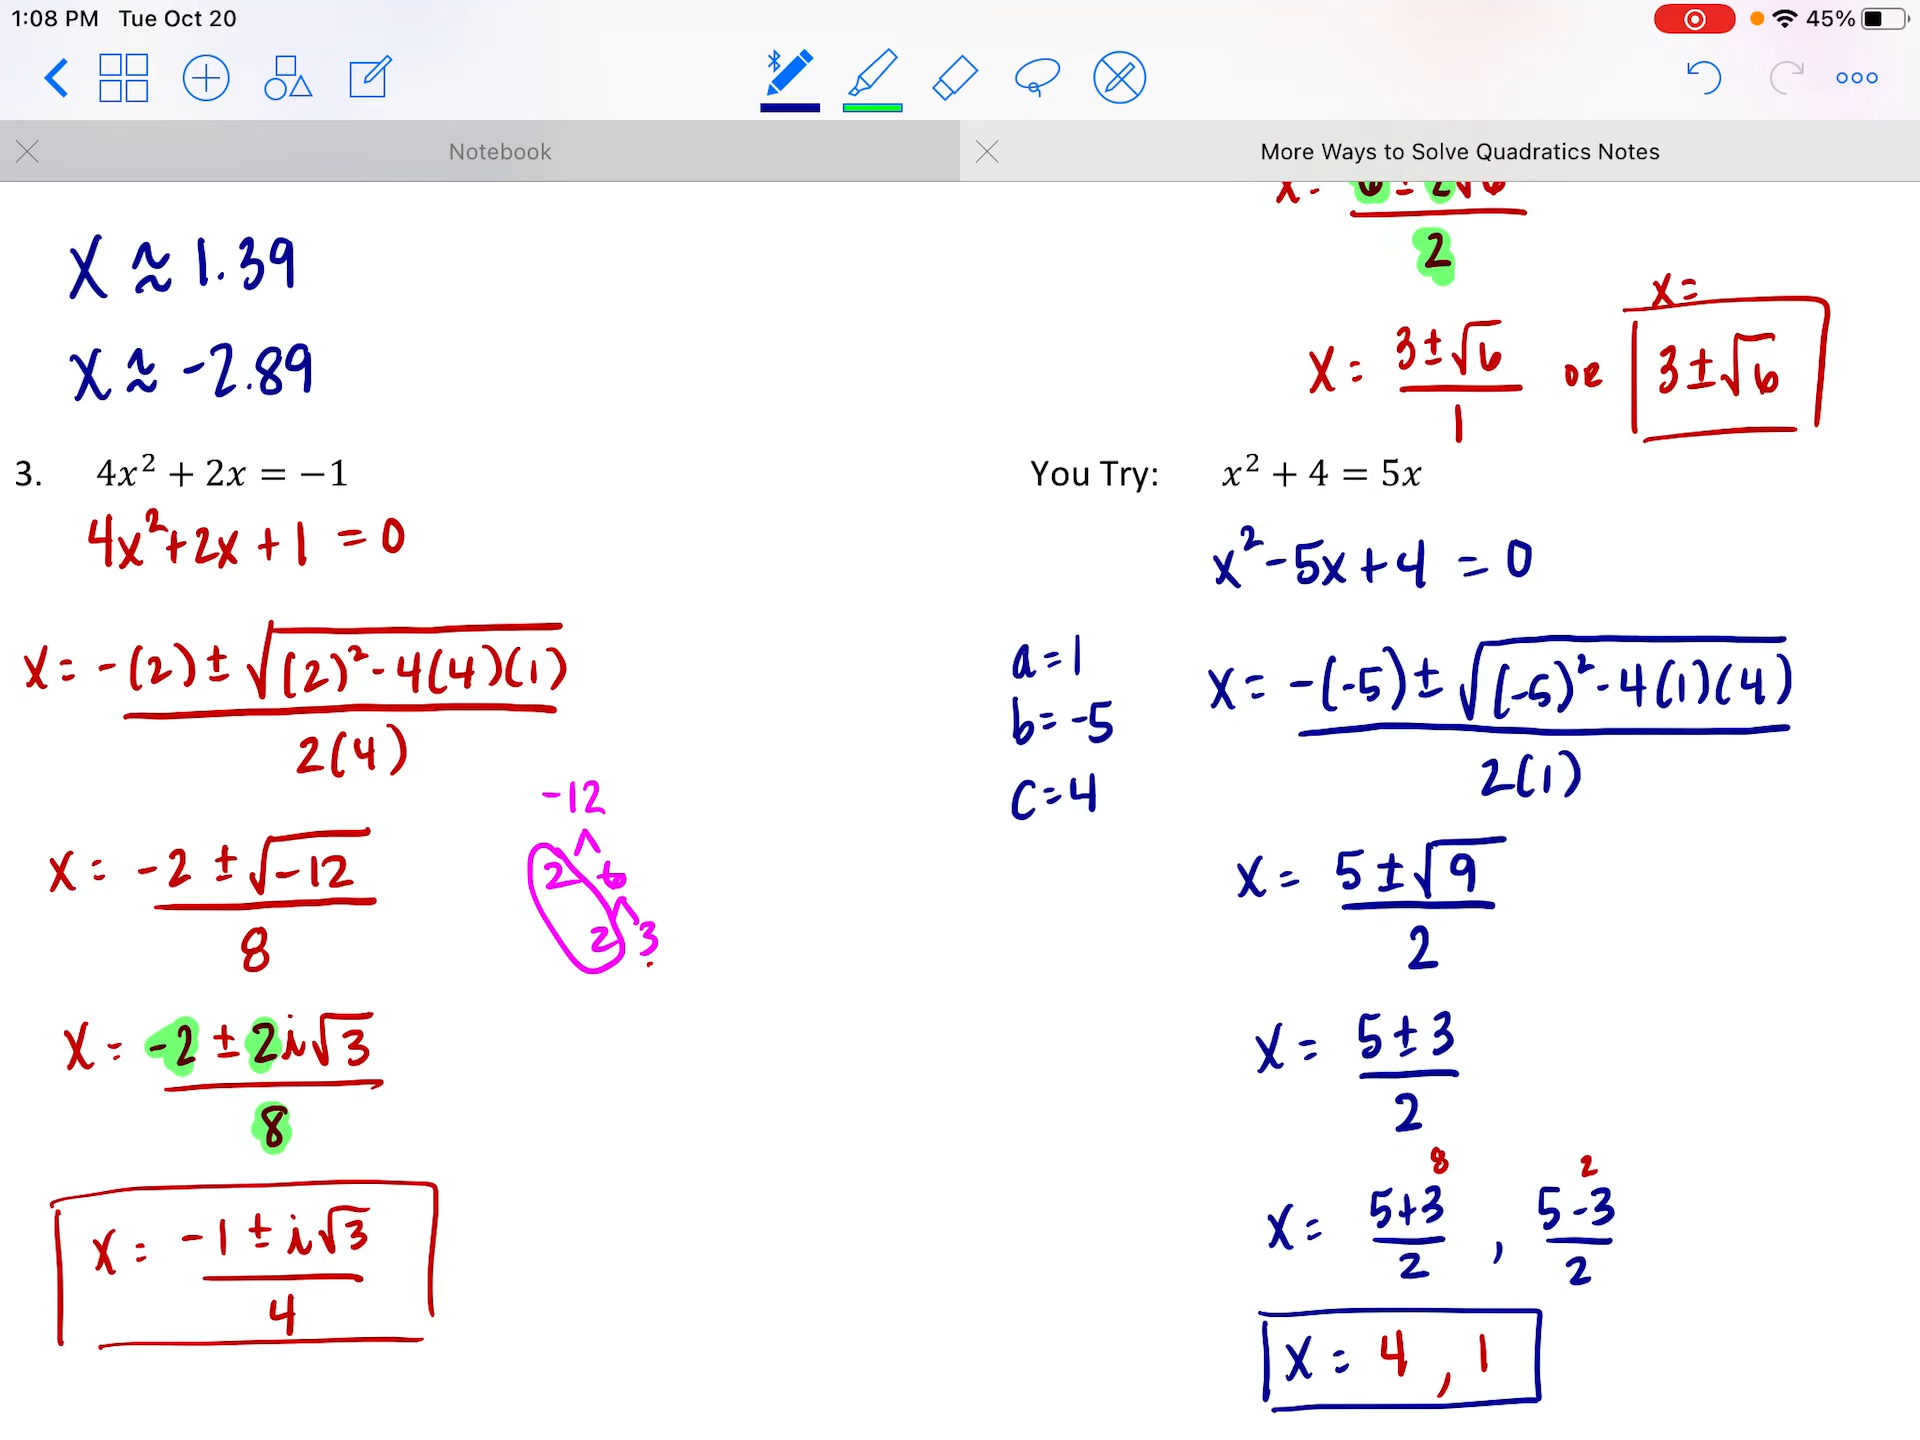 1:08 PM Tue Oct 20
45%
Notebook
More Ways to Solve Quadratics Notes
x ≈ 1.39
x ≈ -2.89
3. 4x² + 2x = −1
4x² + 2x + 1 = 0
x = -(2) ± √((2)² - 4(4)(1))
2(4)
-12
2 6
2 3
x = -2 ± √-12
8
x = -2 ± 2i√3
8
x = -1 ± i√3
4
2
x = 3 ± √6 or x = 3 ± √6
1
You Try: x² + 4 = 5x
x² - 5x + 4 = 0
a = 1
b = -5
c = 4
x = -(-5) ± √((-5)² - 4(1)(4))
2(1)
x = 5 ± √9
2
x = 5 ± 3
2
8 2
x = 5+3 , 5-3
2 2
x = 4 , 1